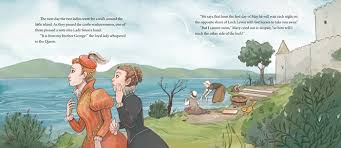 The next day the two ladies went for a walk around the
little island. As they passed the castle washerwomen, one of
them pressed a note into Lady Seton's hand.
"It is from my brother George!" the loyal lady whispered
to the Queen.
"He says that from the first day of May he will wait each night on
the opposite shore of Loch Leven with fast horses to take you away."
"But I cannot swim," Mary cried out in despair, "so how will I
reach the other side of the loch?"